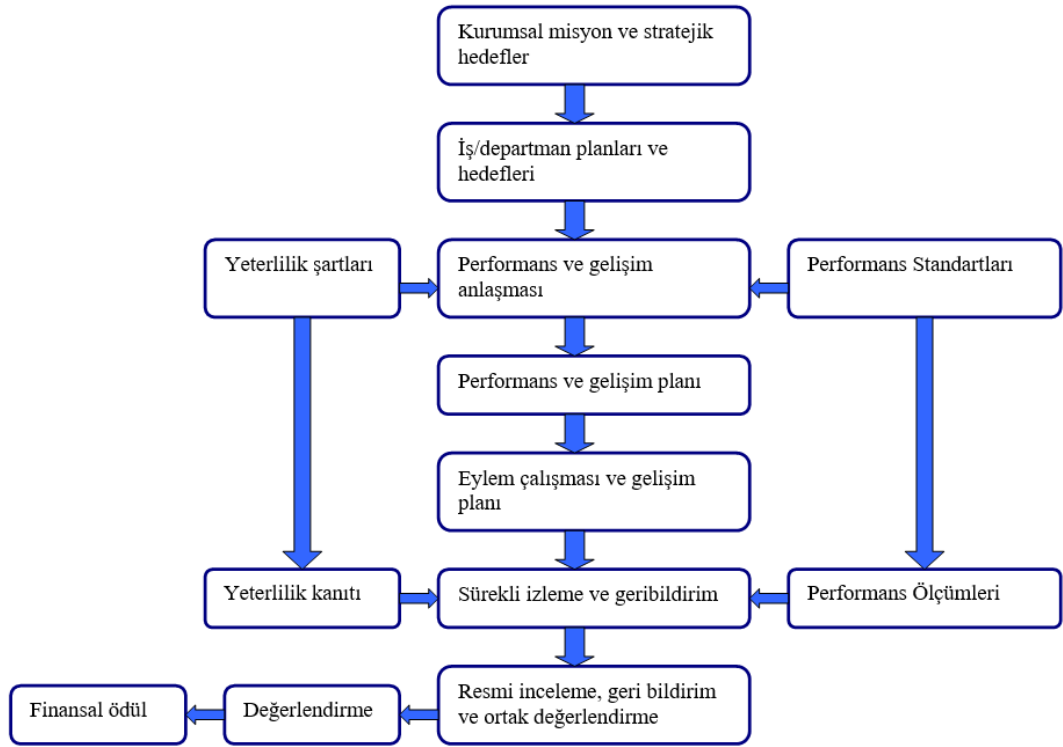 Kurumsal misyon ve stratejik
hedefler
İş/departman planları ve
hedefleri
Yeterlilik şartları
Performans ve gelişim
anlaşması
Performans Standartları
Performans ve gelişim planı
Eylem çalışması ve gelişim
planı
Yeterlilik kanıtı
Sürekli izleme ve geribildirim
Performans Ölçümleri
Finansal ödül
Değerlendirme
Resmi inceleme, geri bildirim
ve ortak değerlendirme